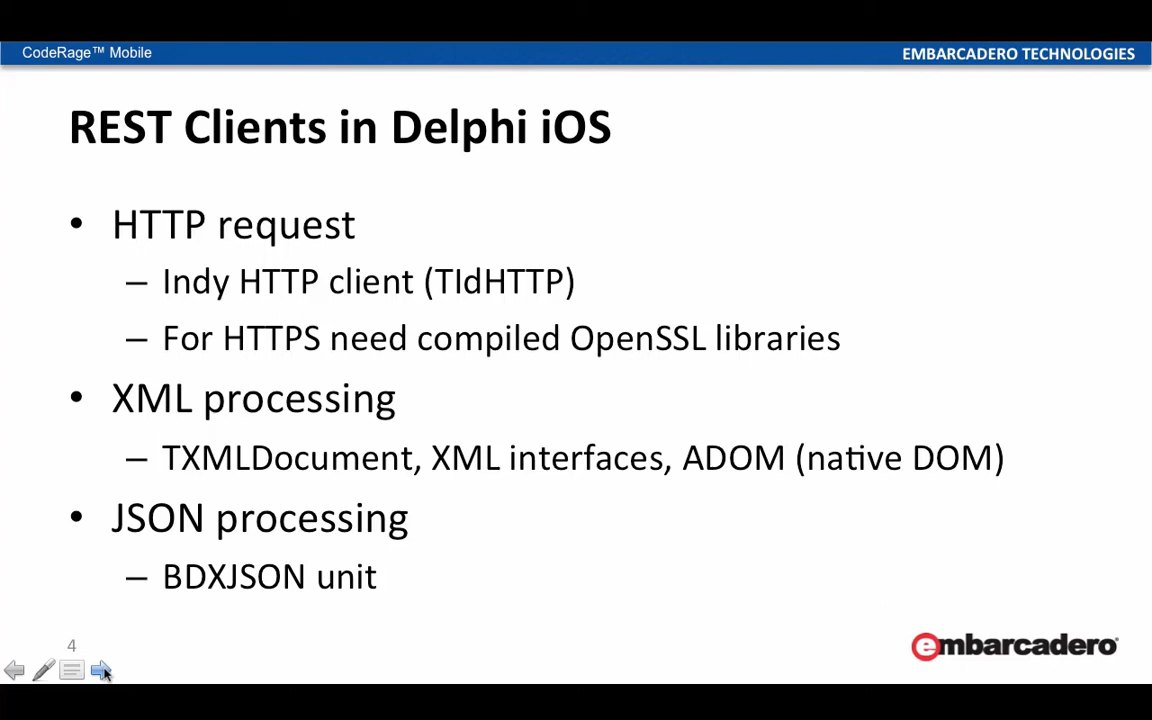 CodeRage™ Mobile
EMBARCADERO TECHNOLOGIES
REST Clients in Delphi iOS
• HTTP request
– Indy HTTP client (TIdHTTP)
– For HTTPS need compiled OpenSSL libraries
• XML processing
– TXMLDocument, XML interfaces, ADOM (native DOM)
• JSON processing
– BDXJSON unit
4
embarcadero®